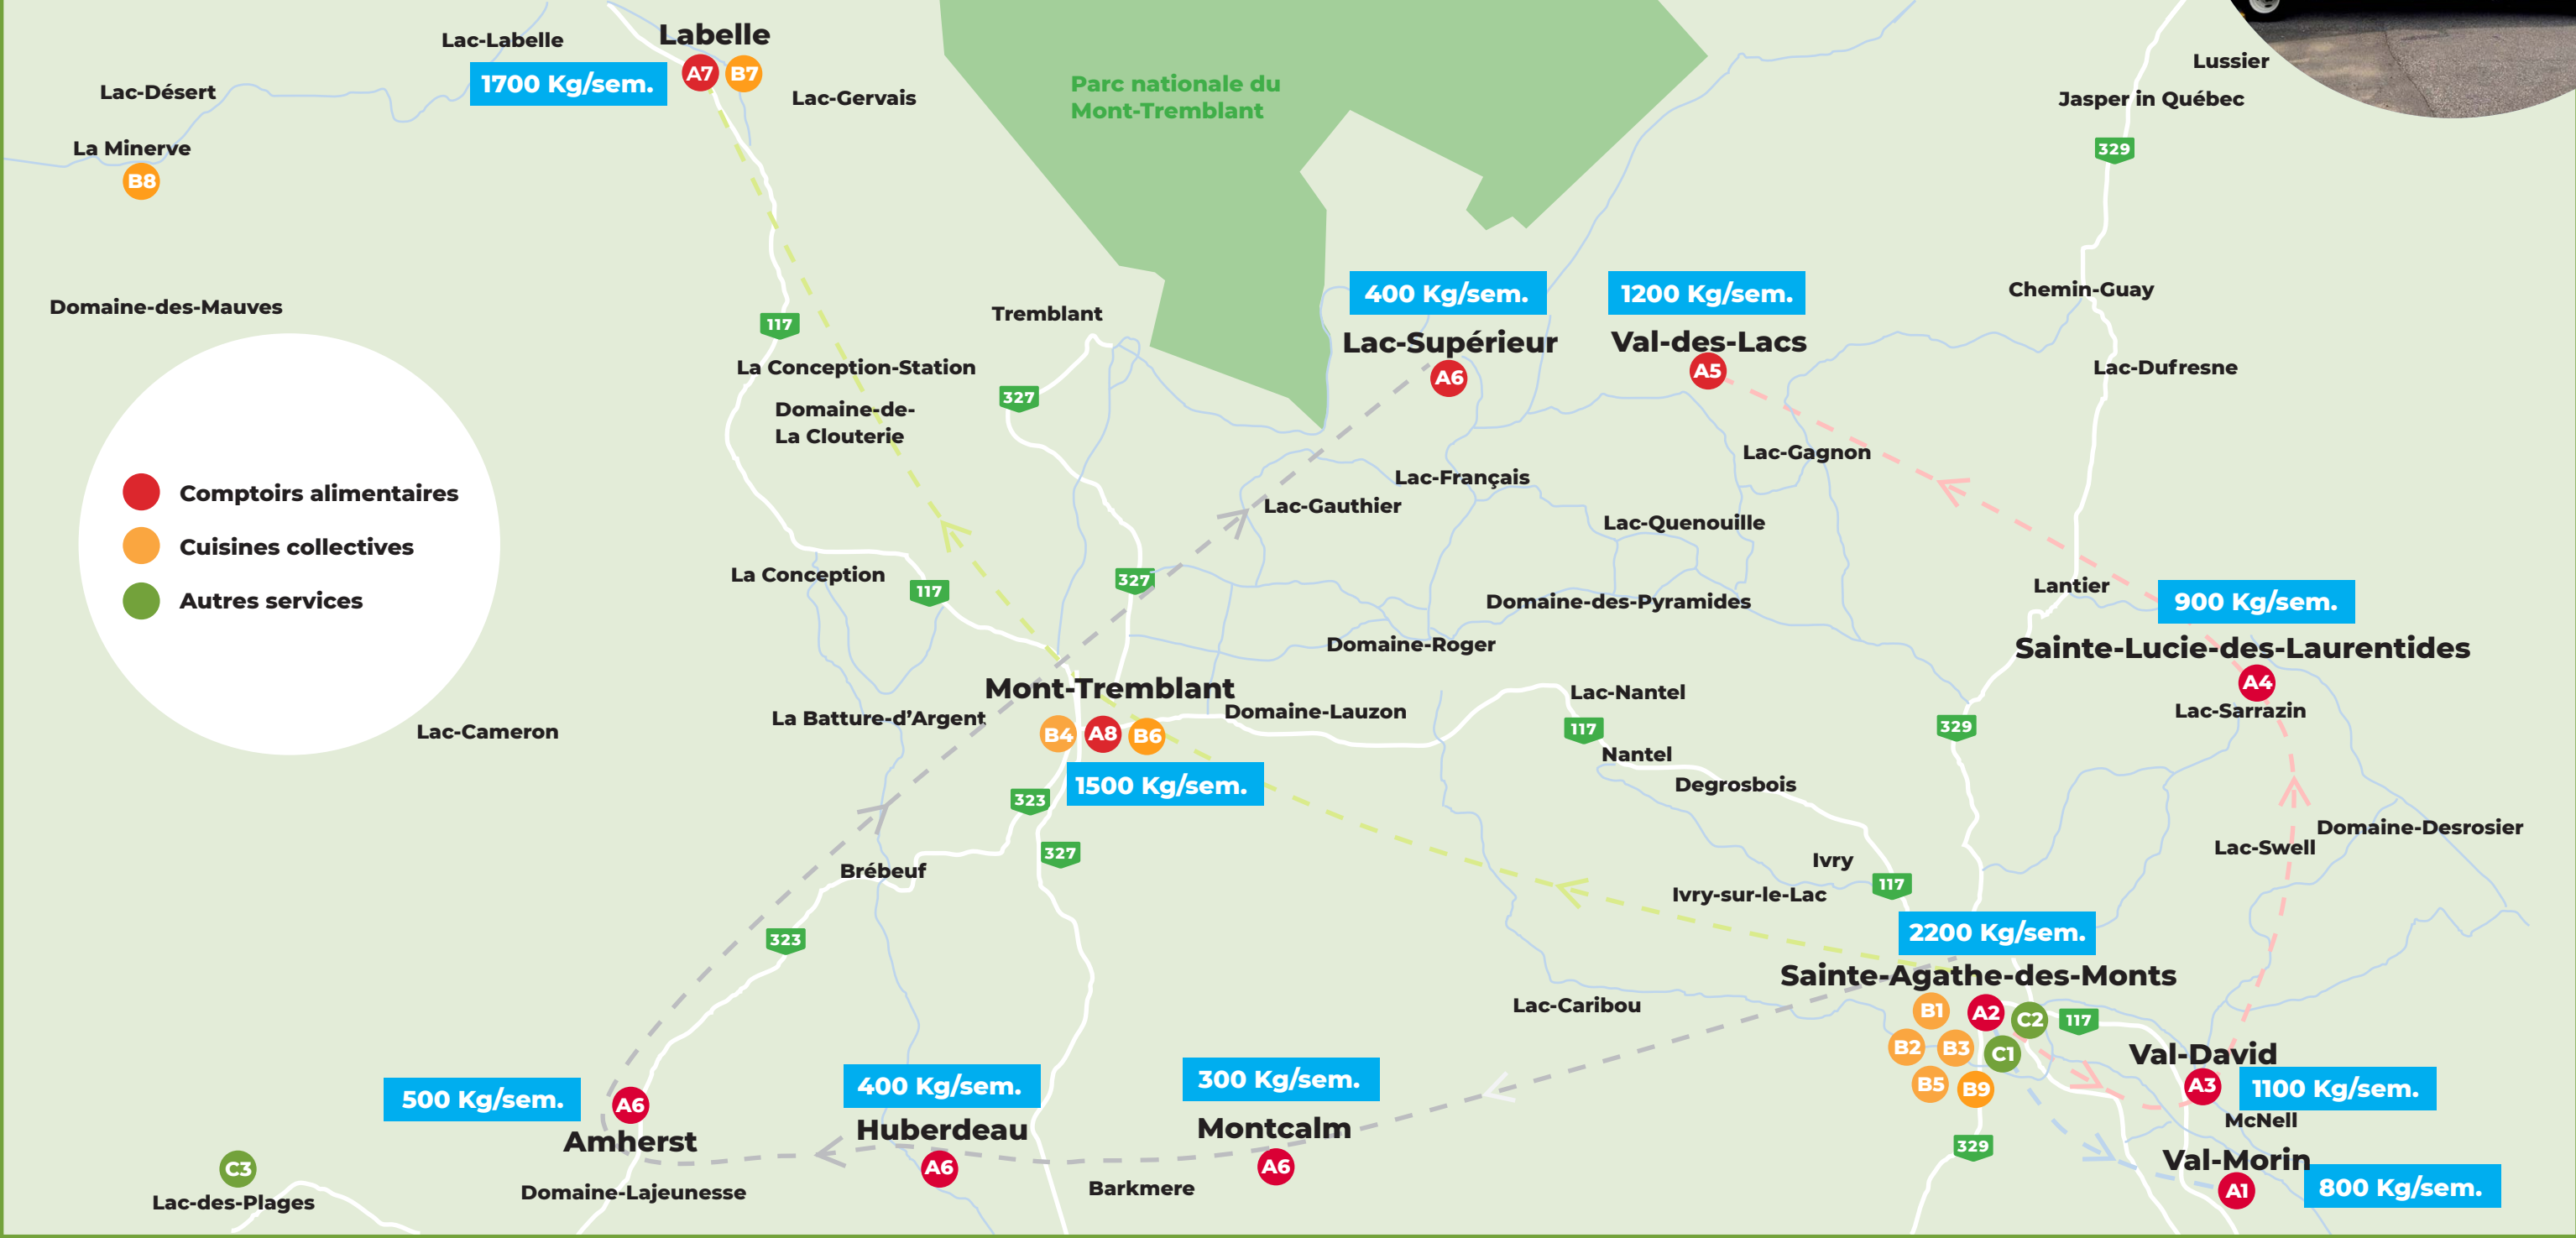 Labelle
Lac-Labelle
1700 Kg/sem.
A7
B7
Lac-Gervais
Lac-Désert
La Minerve
B8
Domaine-des-Mauves
Parc nationale du
Mont-Tremblant
Lussier
Jasper in Québec
329
Chemin-Guay
Lac-Dufresne
400 Kg/sem.
Lac-Supérieur
A6
1200 Kg/sem.
Val-des-Lacs
A5
Tremblant
117
La Conception-Station
327
Domaine-de-
La Clouterie
Comptoirs alimentaires
Cuisines collectives
Autres services
Lac-Gagnon
Lac-Français
Lac-Gauthier
Lac-Quenouille
La Conception
117
327
Domaine-des-Pyramides
Domaine-Roger
Lantier
900 Kg/sem.
Sainte-Lucie-des-Laurentides
A4
Lac-Sarrazin
Mont-Tremblant
La Batture-d’Argent
B4
A8
B6
1500 Kg/sem.
Domaine-Lauzon
Lac-Nantel
117
Nantel
Degrosbois
329
Lac-Cameron
323
327
Brébeuf
323
Domaine-Desrosier
Lac-Swell
Ivry
117
Ivry-sur-le-Lac
2200 Kg/sem.
Sainte-Agathe-des-Monts
B1
A2
C2
117
B2
B3
C1
B5
B9
329
Lac-Caribou
Val-David
A3
1100 Kg/sem.
McNell
Val-Morin
A1
800 Kg/sem.
500 Kg/sem.
A6
Amherst
400 Kg/sem.
Huberdeau
A6
300 Kg/sem.
Montcalm
A6
Barkmere
Domaine-Lajeunesse
C3
Lac-des-Plages